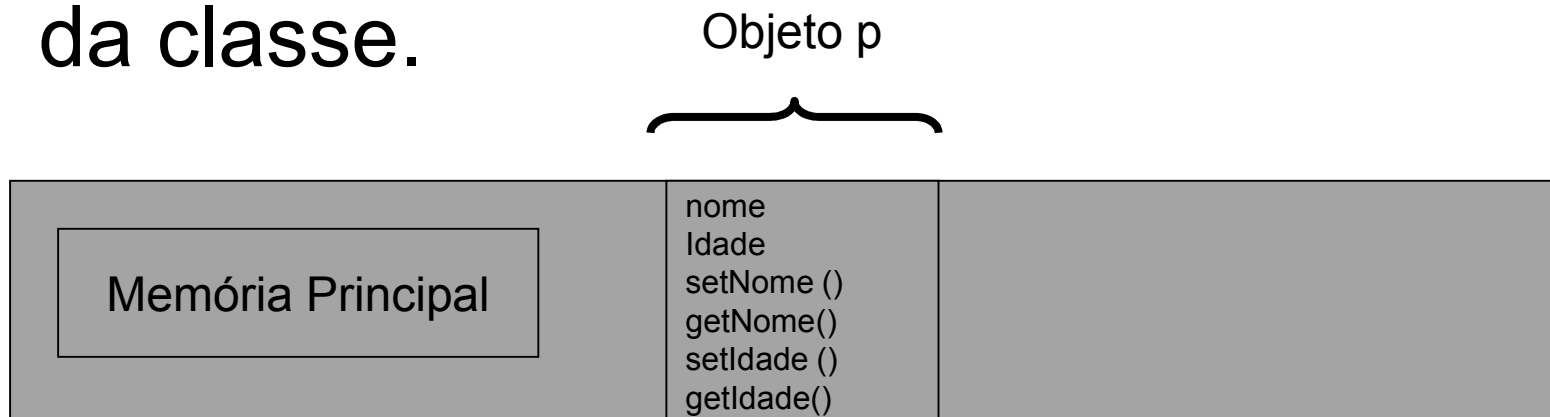 da classe.
Objeto p
Memória Principal
nome
Idade
setNome ()
getNome()
setIdade ()
getIdade()